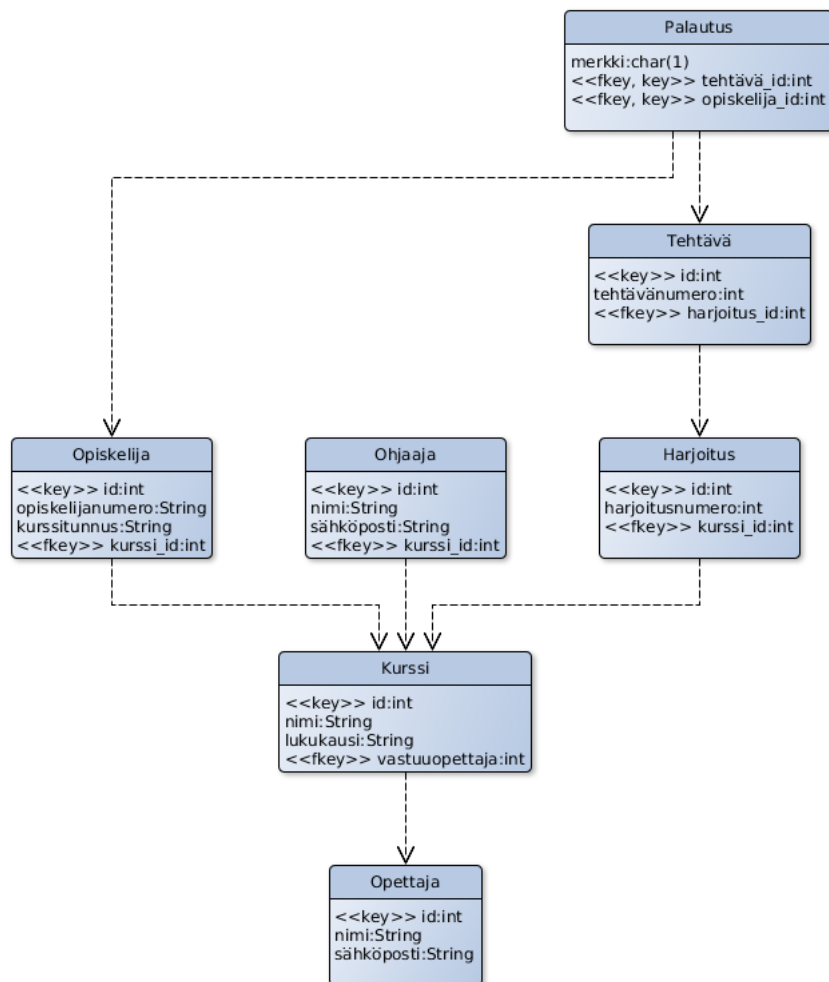 Palautus
merkki:char(1)
<<fkey, key>> tehtävä_id:int
<<fkey, key>> opiskelija_id:int
Tehtävä
<<key>> id:int
tehtävänumero:int
<<fkey>> harjoitus_id:int
Opiskelija
<<key>> id:int
opiskelijanumero:String
kurssitunnus:String
<<fkey>> kurssi_id:int
Ohjaaja
<<key>> id:int
nimi:String
sähköposti:String
<<fkey>> kurssi_id:int
Harjoitus
<<key>> id:int
harjoitusnumero:int
<<fkey>> kurssi_id:int
Kurssi
<<key>> id:int
nimi:String
lukukausi:String
<<fkey>> vastuuopettaja:int
Opettaja
<<key>> id:int
nimi:String
sähköposti:String